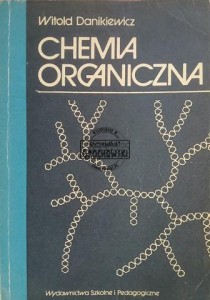 Witold Danikiewicz
CHEMIA
ORGANICZNA
Wydawnictwa Szkolne i Pedagogiczne